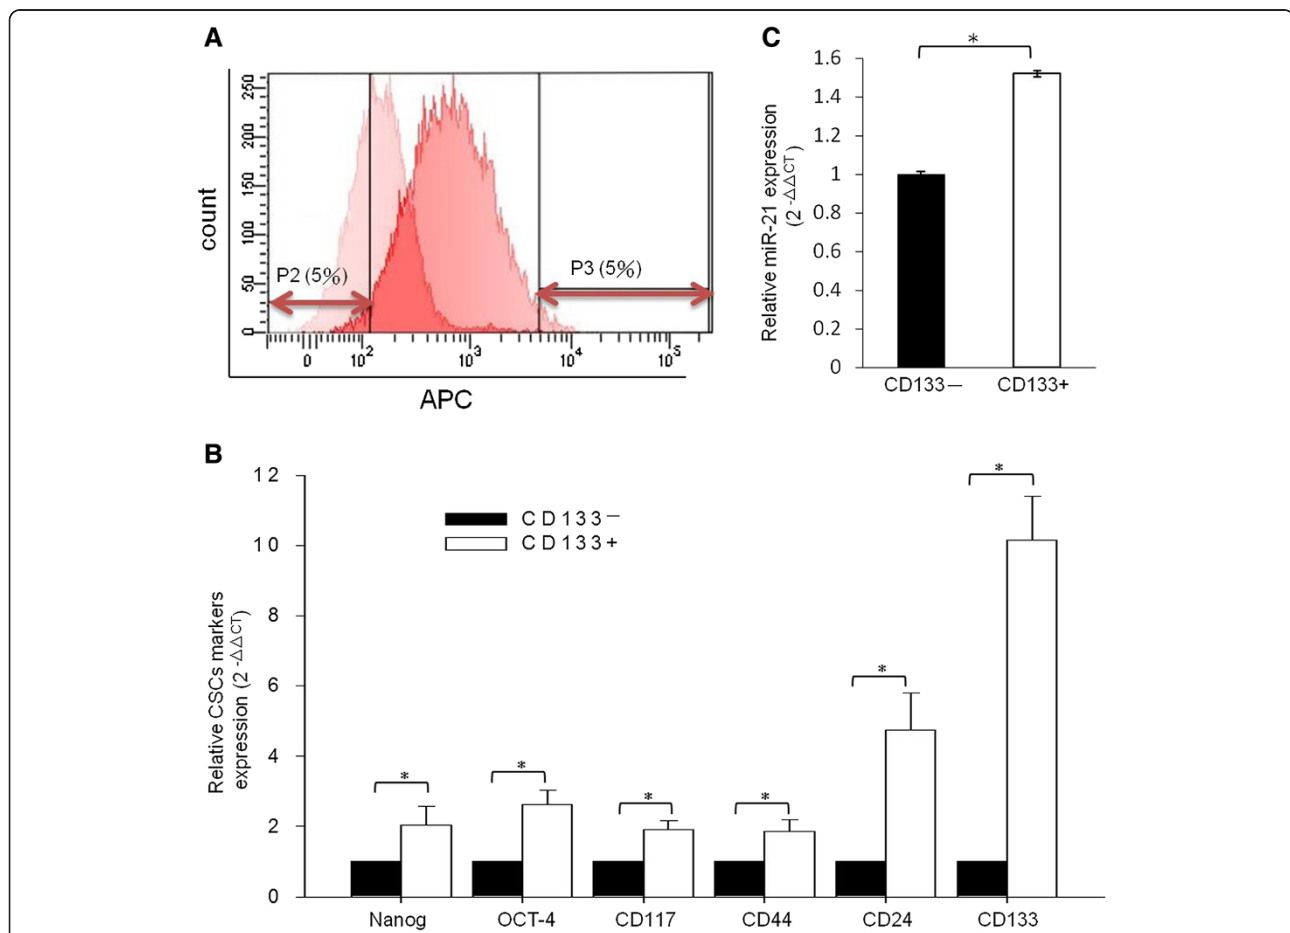 A
count
250
200
150
100
50
0
P2 (5%)
P3 (5%)
0 10² 10³ 10⁴ 10⁵
APC
C
*
Relative miR-21 expression
(2 -△△CT)
1.6
1.4
1.2
1
0.8
0.6
0.4
0.2
0
CD133− CD133+
B
Relative CSCs markers
expression (2 -△△CT)
12
10
8
6
4
2
0
CD133−
CD133+
* * * * * *
Nanog OCT-4 CD117 CD44 CD24 CD133